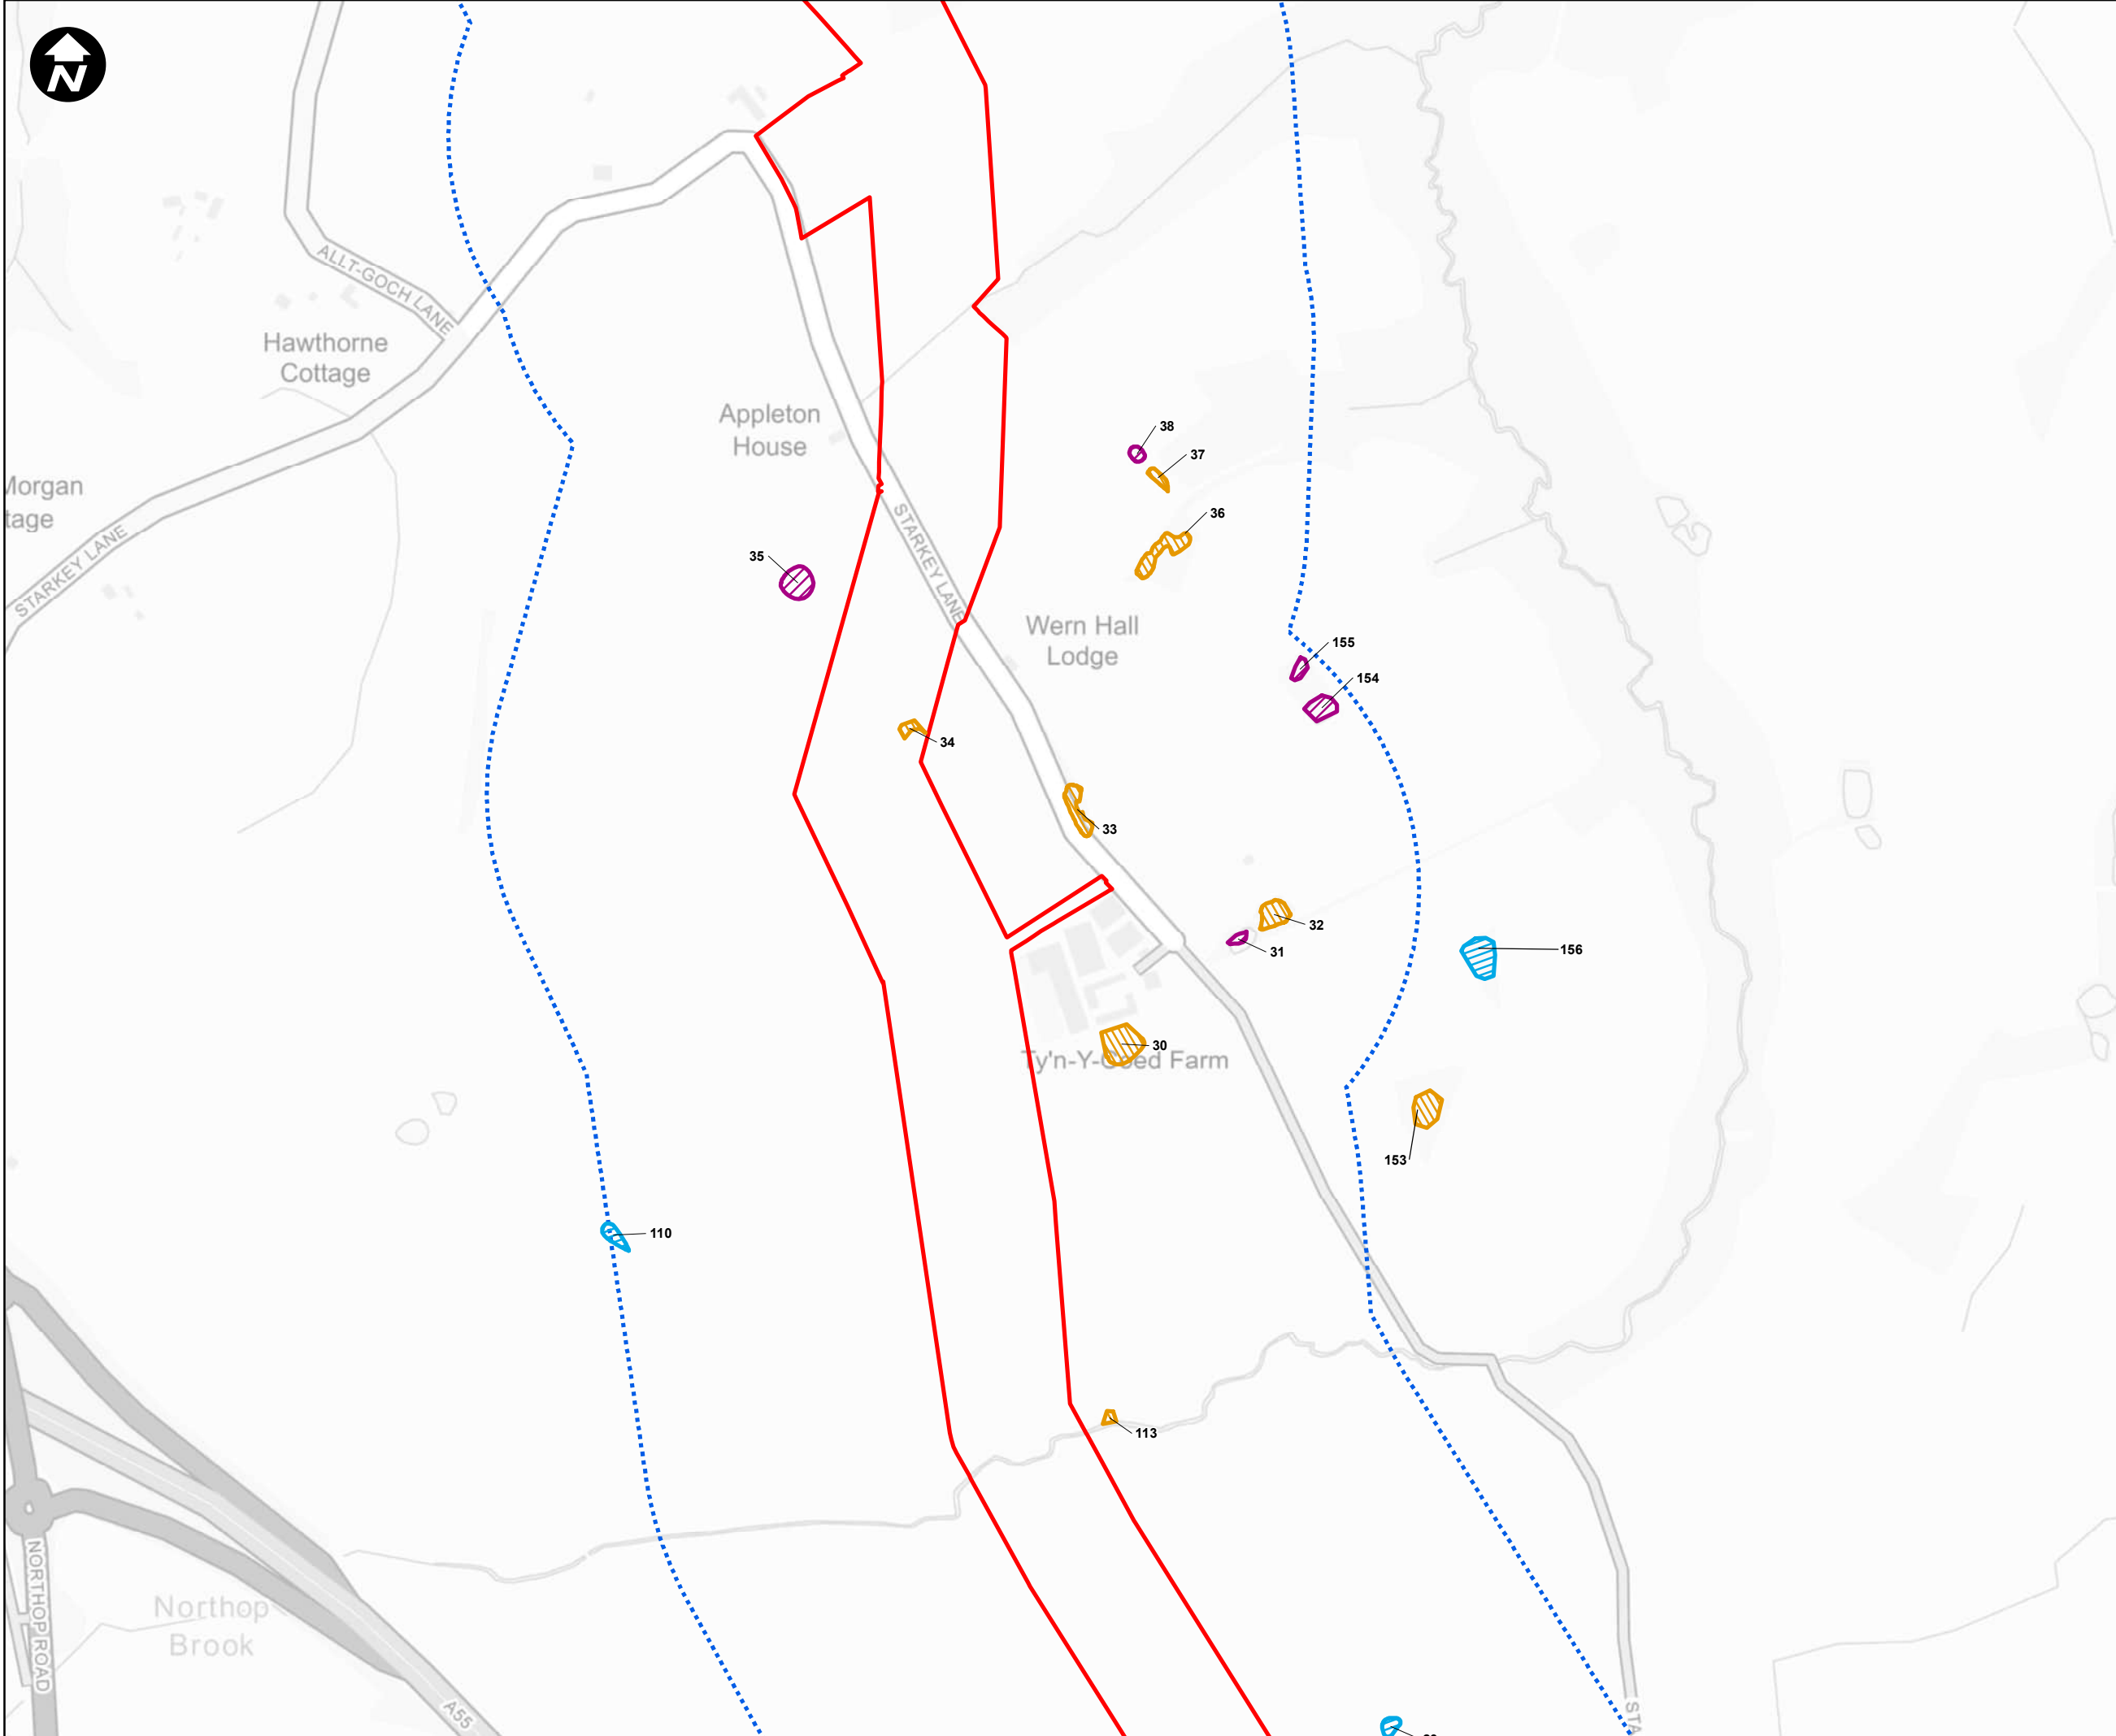 N
ALLT-GOCH LANE
Hawthorne
Cottage
Appleton
House
38
37
Morgan
36
STARKEY LANE
STARKEY LANE
35
Wern Hall
Lodge
155
154
34
33
32
31
156
30
Ty'n-Y-Coed Farm
153
110
113
NORTHOP ROAD
Northop
Brook
A55
STA